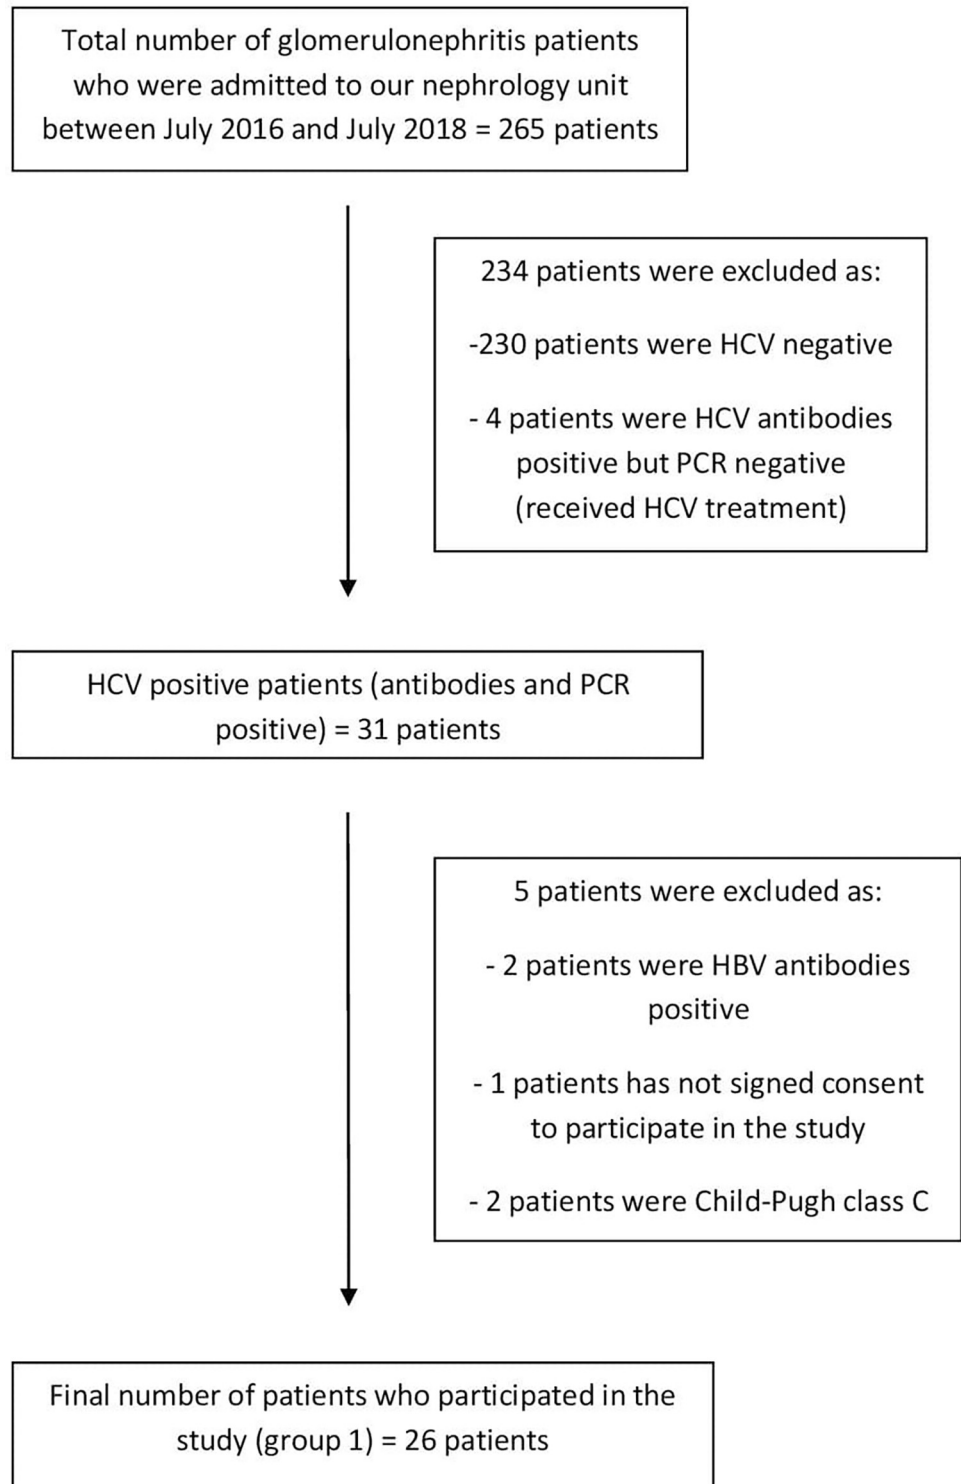 Total number of glomerulonephritis patients
who were admitted to our nephrology unit
between July 2016 and July 2018 = 265 patients
234 patients were excluded as:
-230 patients were HCV negative
- 4 patients were HCV antibodies
positive but PCR negative
(received HCV treatment)
HCV positive patients (antibodies and PCR
positive) = 31 patients
5 patients were excluded as:
- 2 patients were HBV antibodies
positive
- 1 patients has not signed consent
to participate in the study
- 2 patients were Child-Pugh class C
Final number of patients who participated in the
study (group 1) = 26 patients